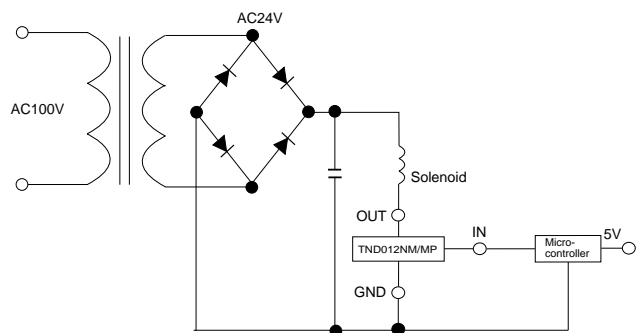 AC24V
AC100V
Solenoid
OUT
TND012NM/MP
IN
Micro-
controller
5V
GND